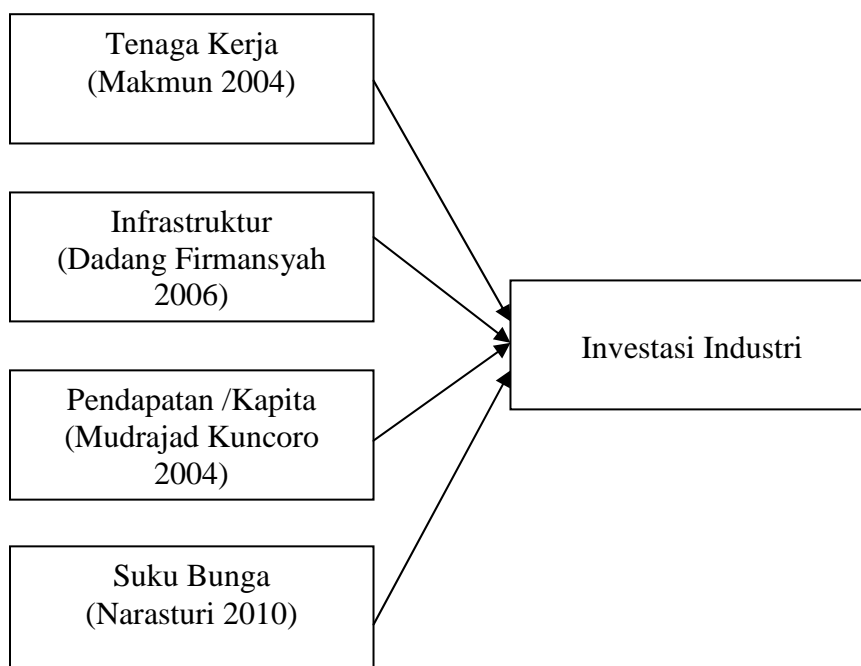 Tenaga Kerja
(Makmun 2004)
Infrastruktur
(Dadang Firmansyah
2006)
Pendapatan /Kapita
(Mudrajad Kuncoro
2004)
Suku Bunga
(Narasturi 2010)
Investasi Industri